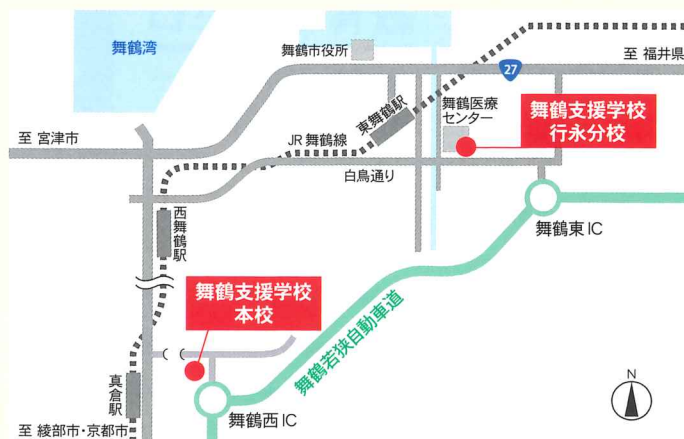 舞鶴湾
舞鶴市役所
27
至 福井県
至 宮津市
JR 舞鶴線
東舞鶴駅
舞鶴医療
センター
舞鶴支援学校
行永分校
白鳥通り
西舞鶴駅
舞鶴東IC
舞鶴支援学校
本校
舞鶴若狭自動車道
真倉駅
舞鶴西IC
至 綾部市・京都市
N